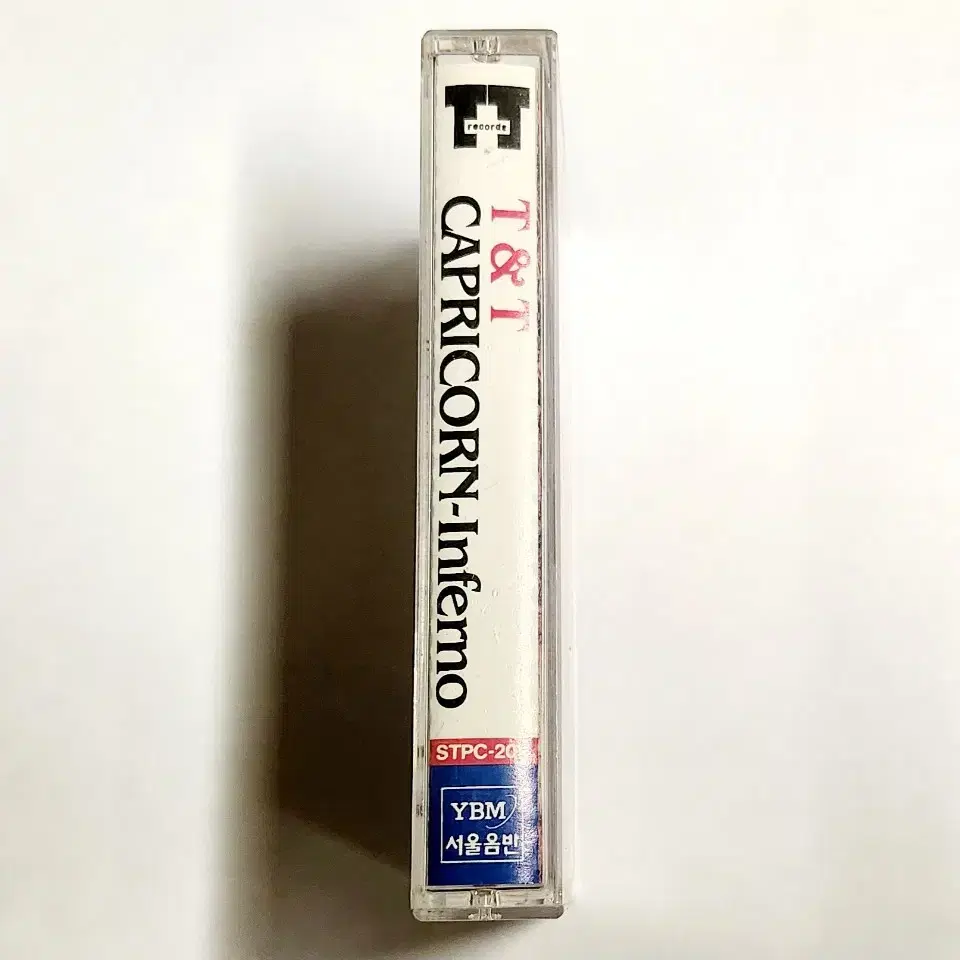 records
T & T
CAPRICORN-Inferno
YBM
서울음반